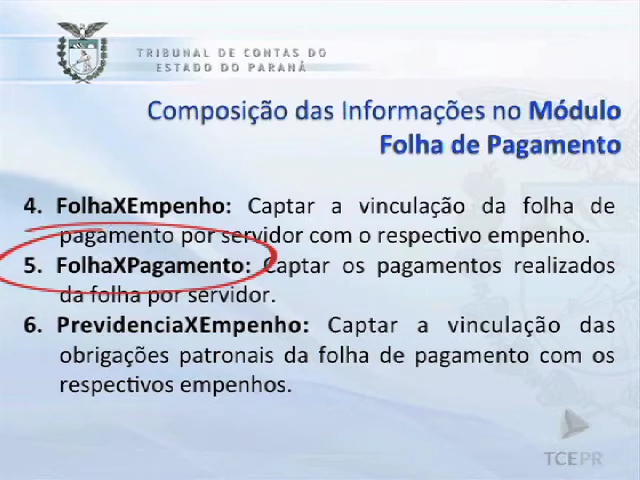 TRIBUNAL DE CONTAS DO
ESTADO DO PARANÁ
Composição das Informações no Módulo
Folha de Pagamento
4. FolhaXEmpenho: Captar a vinculação da folha de
pagamento por servidor com o respectivo empenho.
5. FolhaXPagamento: Captar os pagamentos realizados
da folha por servidor.
6. PrevidenciaXEmpenho: Captar a vinculação das
obrigações patronais da folha de pagamento com os
respectivos empenhos.
TCEPR